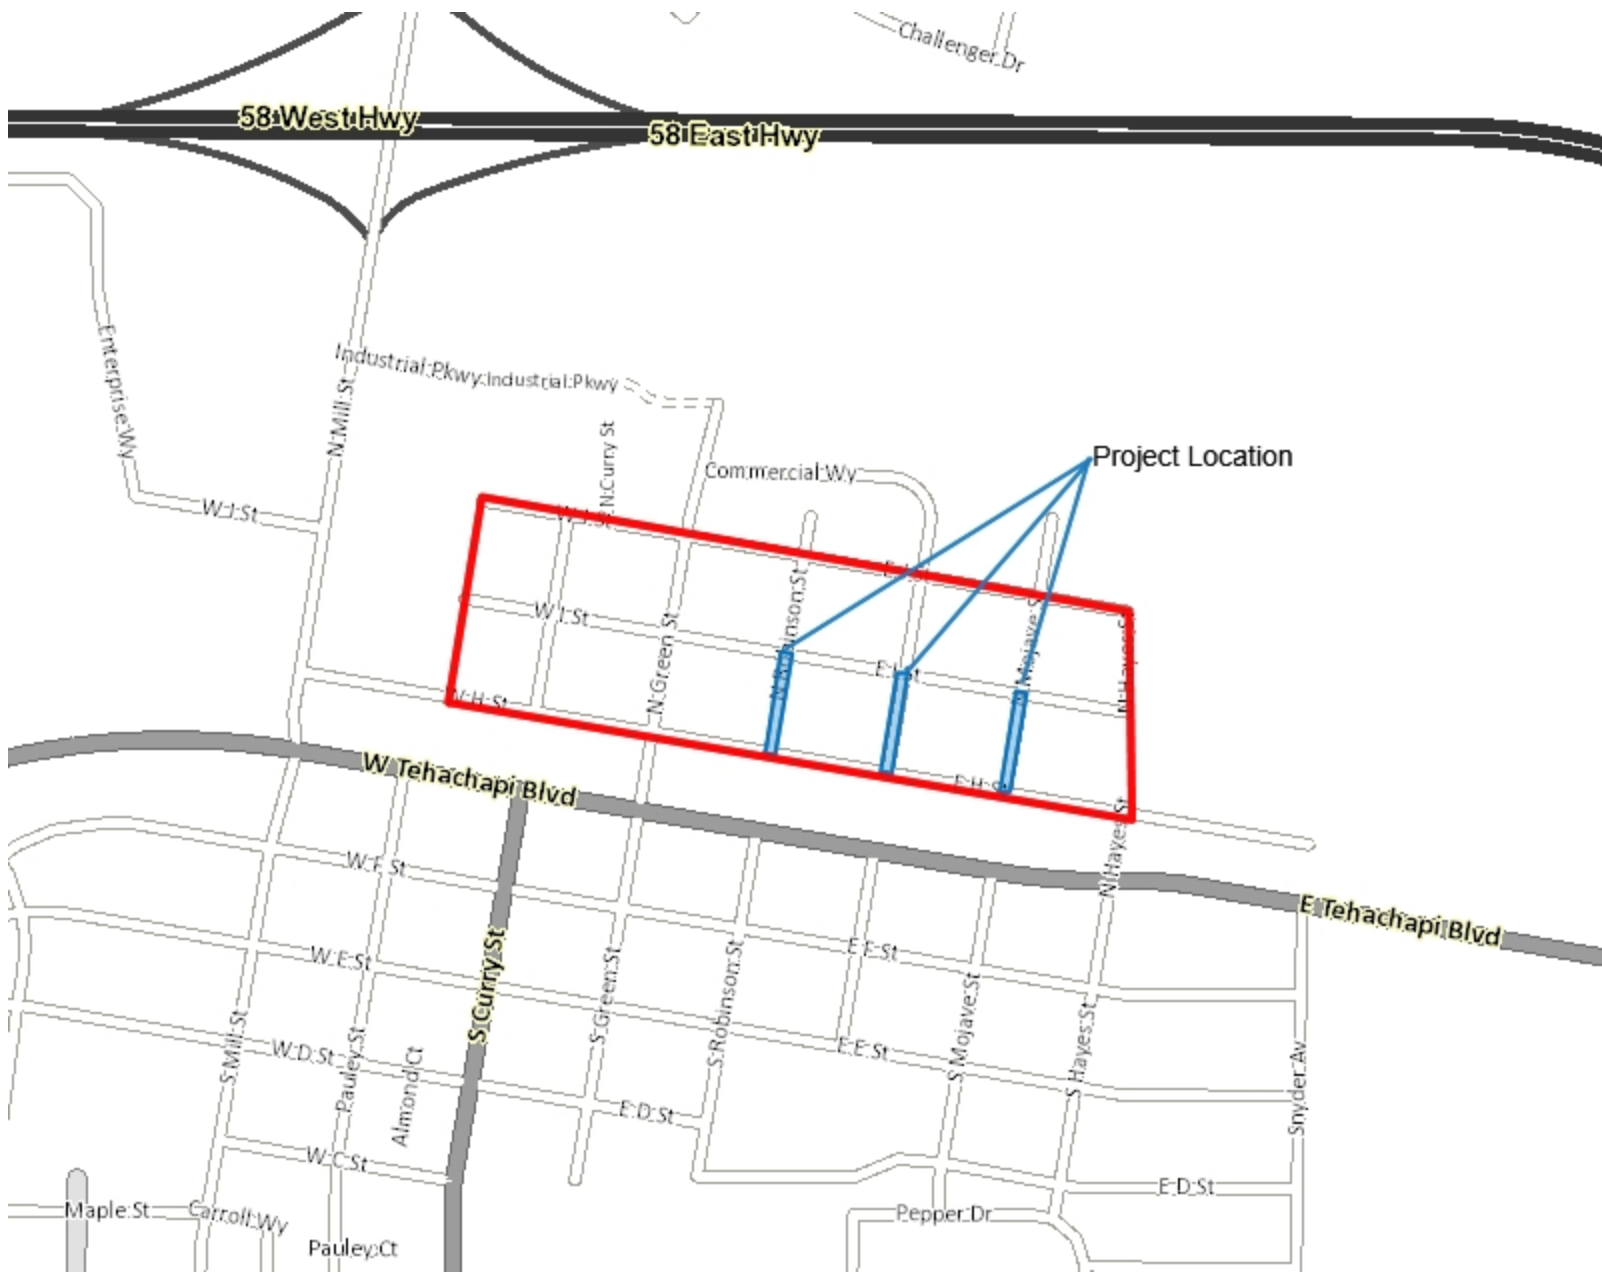 Challenger Dr
58 West Hwy
58 East Hwy
Enterprise Wy
N Mill St
Industrial Pkwy
Industrial Pkwy
N Curry St
Commercial Wy
Project Location
W J St
W J St
W I St
N Green St
E I St
N Hayes St
W Tehachapi Blvd
E H St
N Hayes St
E Tehachapi Blvd
W F St
E F St
W E St
S Curry St
S Green St
S Robinson St
E E St
S Mojave St
S Hayes St
Snyder Av
S Mill St
W D St
Pauley St
Almond Ct
E D St
W C St
E D St
Maple St
Carroll Wy
Pauley Ct
Pepper Dr